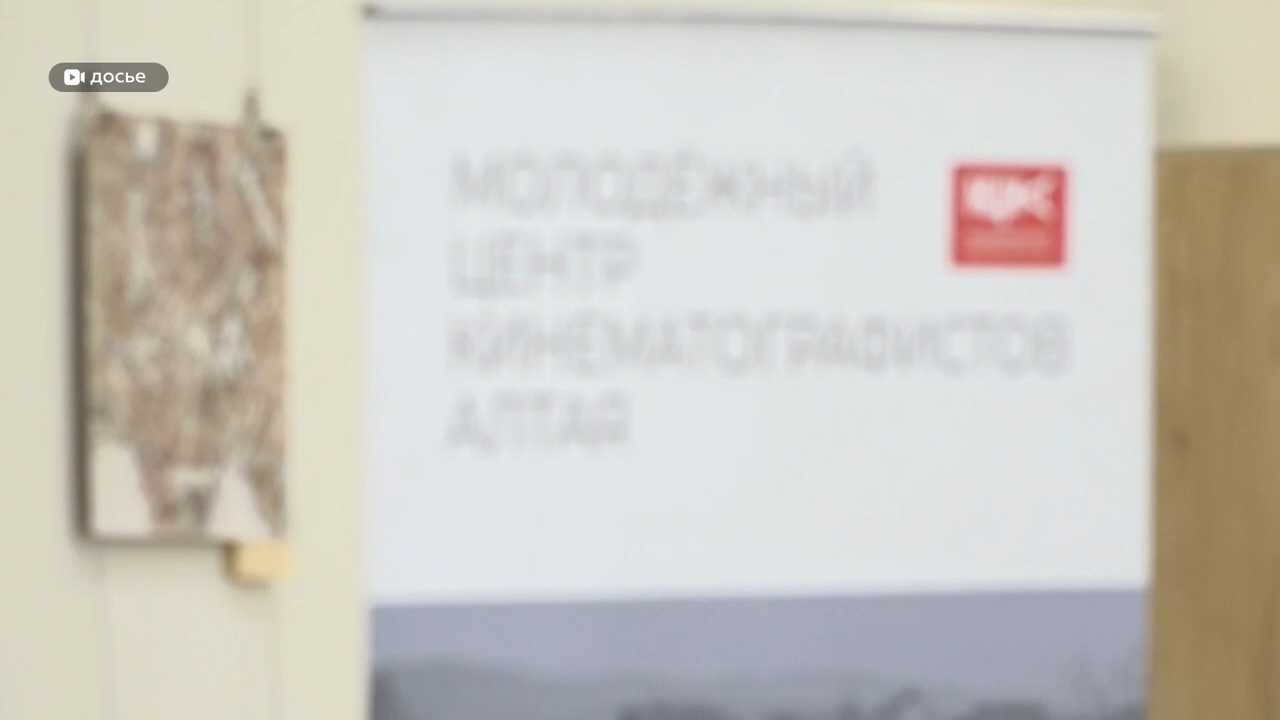 досье
МОЛОДЁЖНЫЙ
ЦЕНТР
КИНЕМАТОГРАФИСТОВ
АЛТАЯ